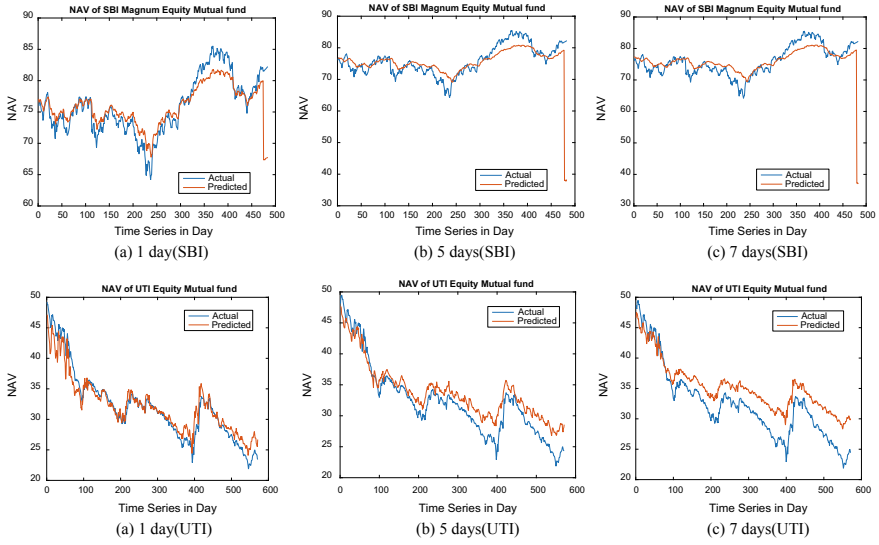 NAV of SBI Magnum Equity Mutual fund
90
85
80
75
70
65
60
NAV
Actual
Predicted
0 50 100 150 200 250 300 350 400 450 500
Time Series in Day
(a) 1 day(SBI)
NAV of SBI Magnum Equity Mutual fund
90
80
70
60
50
40
30
NAV
Actual
Predicted
0 50 100 150 200 250 300 350 400 450 500
Time Series in Day
(b) 5 days(SBI)
NAV of SBI Magnum Equity Mutual fund
90
80
70
60
50
40
30
NAV
Actual
Predicted
0 50 100 150 200 250 300 350 400 450 500
Time Series in Day
(c) 7 days(SBI)
NAV of UTI Equity Mutual fund
50
45
40
35
30
25
20
NAV
Actual
Predicted
0 100 200 300 400 500 600
Time Series in Day
(a) 1 day(UTI)
NAV of UTI Equity Mutual fund
50
45
40
35
30
25
20
NAV
Actual
Predicted
0 100 200 300 400 500 600
Time Series in Day
(b) 5 days(UTI)
NAV of UTI Equity Mutual fund
50
45
40
35
30
25
20
NAV
Actual
Predicted
0 100 200 300 400 500 600
Time Series in Day
(c) 7 days(UTI)